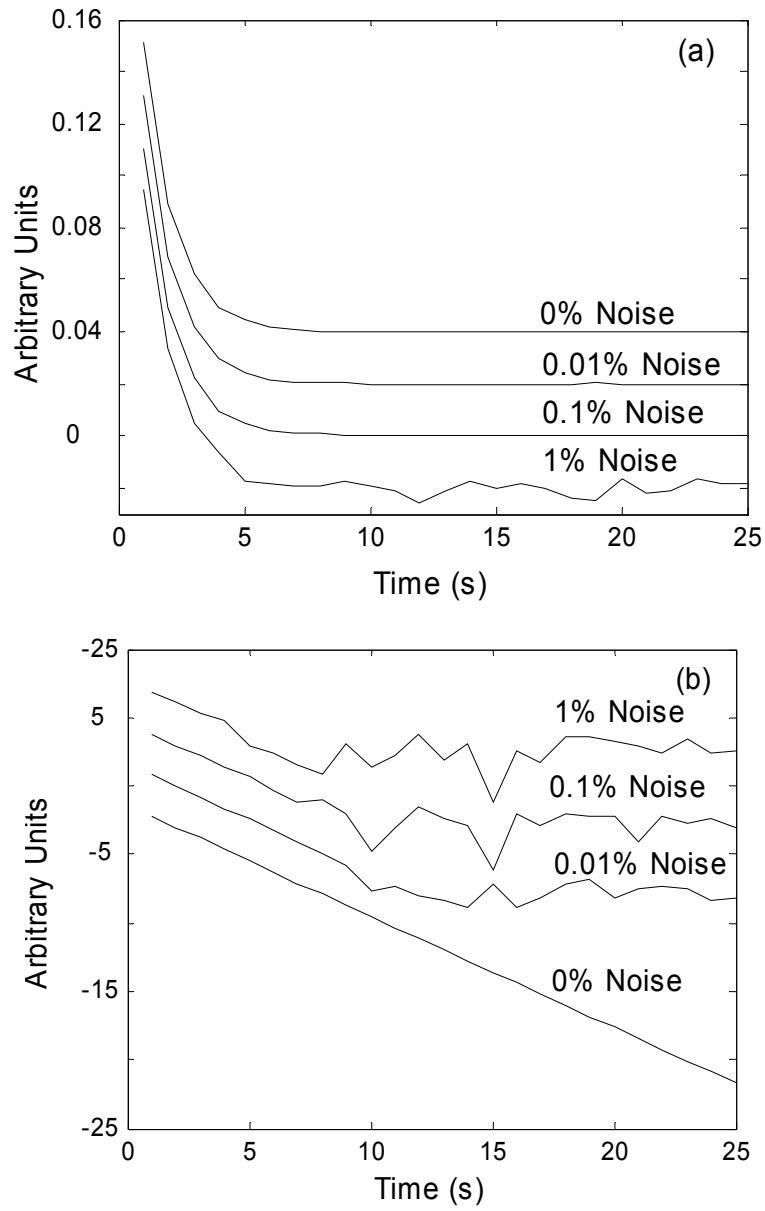 0.16
(a)
0.12
0.08
0.04
0
Arbitrary Units
0% Noise
0.01% Noise
0.1% Noise
1% Noise
0 5 10 15 20 25
Time (s)
-25
(b)
5
-5
-15
-25
Arbitrary Units
1% Noise
0.1% Noise
0.01% Noise
0% Noise
0 5 10 15 20 25
Time (s)